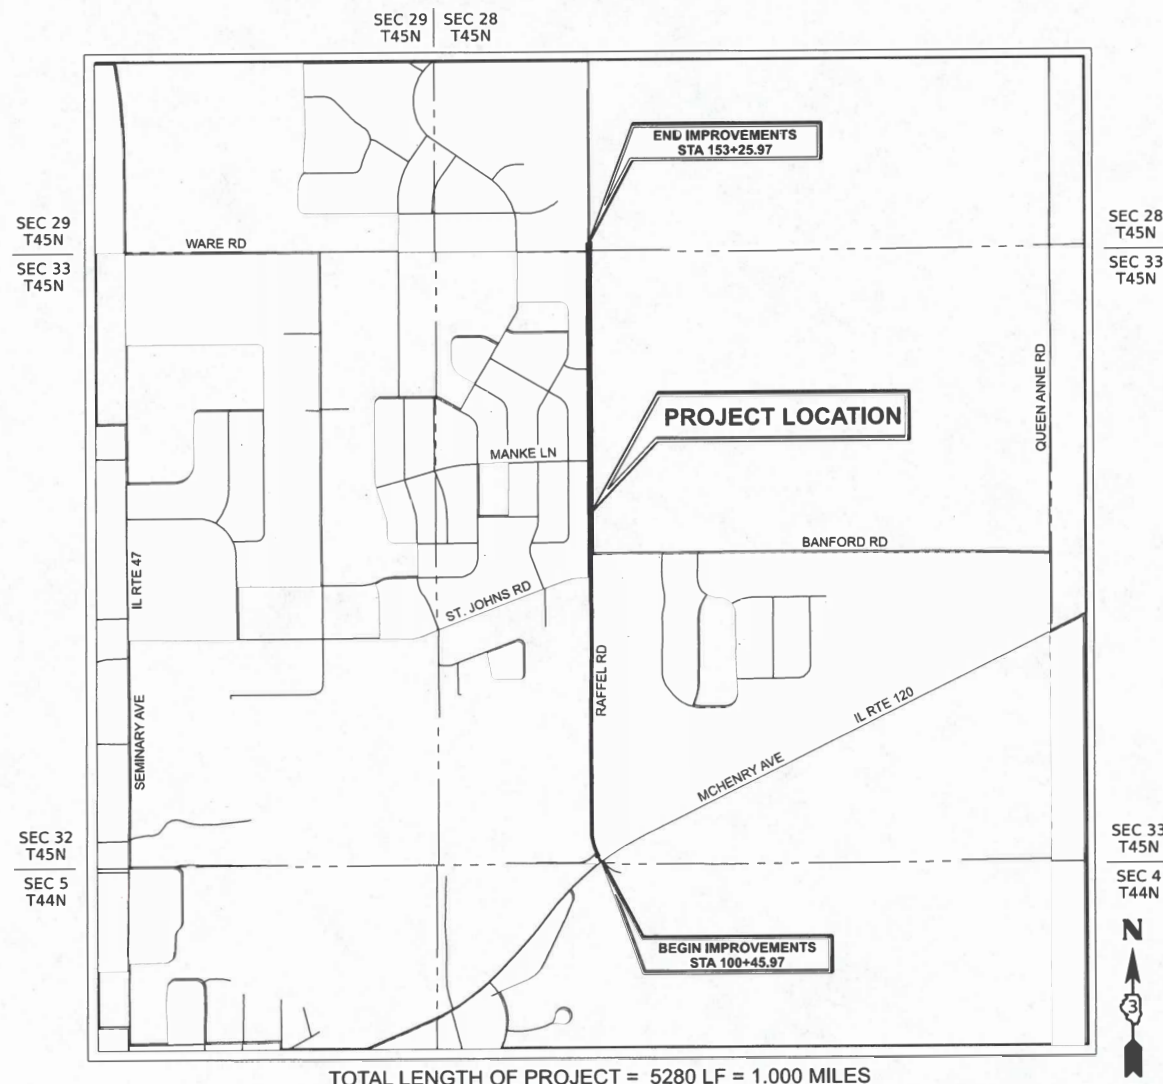 SEC 29 SEC 28
T45N T45N
END IMPROVEMENTS
STA 153+25.97
SEC 29
T45N
SEC 33
T45N
WARE RD
SEC 28
T45N
SEC 33
T45N
QUEEN ANNE RD
PROJECT LOCATION
MANKE LN
BANFORD RD
IL RTE 47
ST. JOHNS RD
RAFFEL RD
SEMINARY AVE
IL RTE 120
MCHENRY AVE
SEC 32
T45N
SEC 5
T44N
SEC 33
T45N
SEC 4
T44N
N
3
BEGIN IMPROVEMENTS
STA 100+45.97
TOTAL LENGTH OF PROJECT = 5280 LF = 1.000 MILES